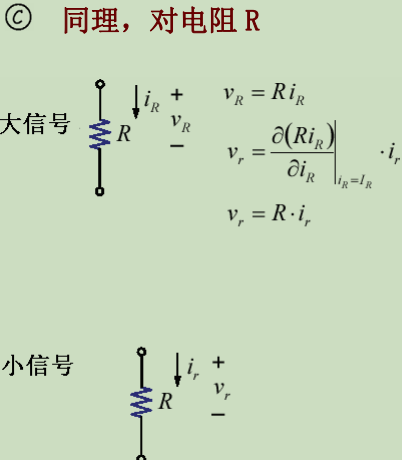 Ⓒ 同理，对电阻 R
大信号
R
i_R +
v_R
−
v_R = R i_R
v_r = ∂(Ri_R)/∂i_R |_{i_R=I_R} · i_r
v_r = R · i_r
小信号
R
i_r +
v_r
−